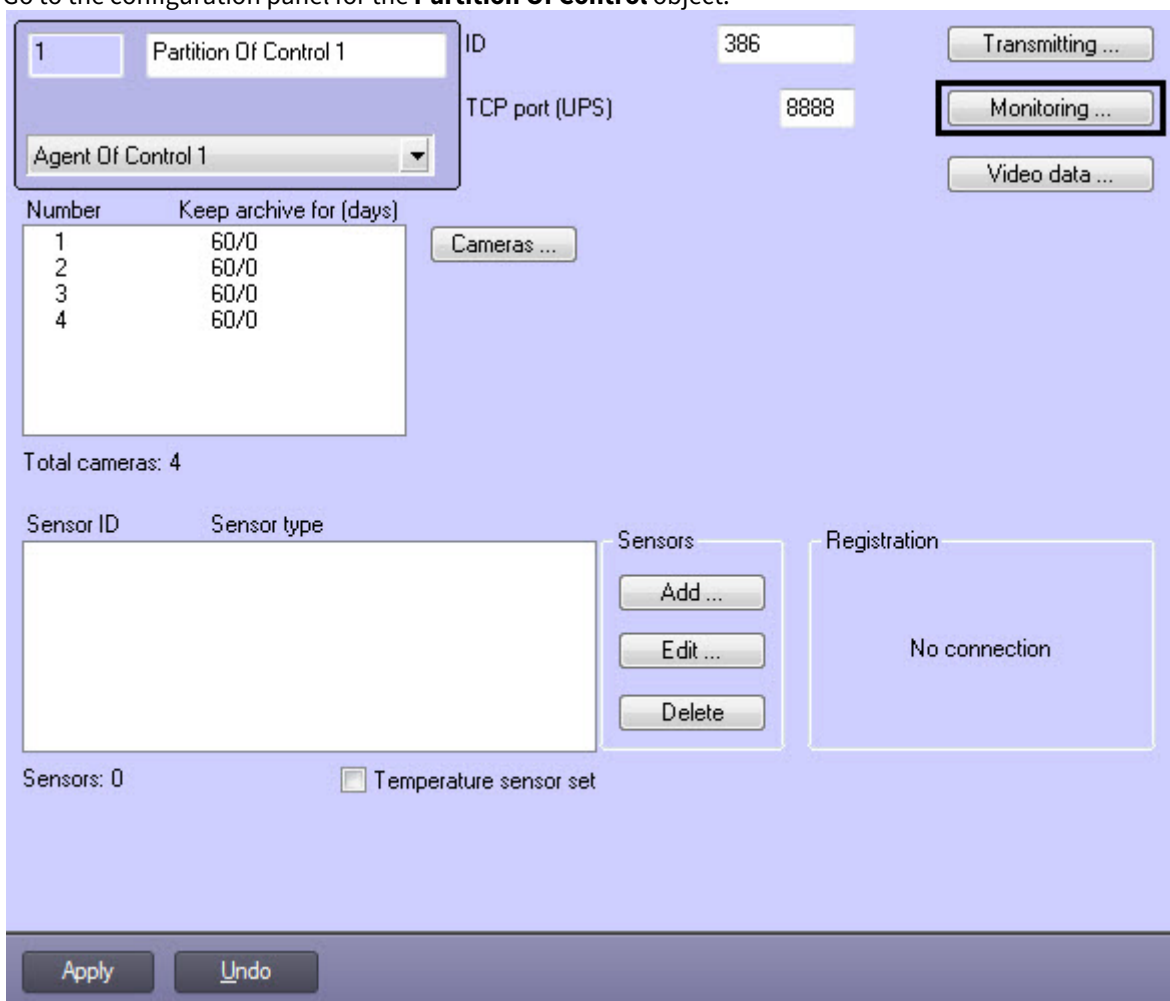 Go to the configuration panel for the Partition Of Control object.
1 Partition Of Control 1 ID 386 Transmitting ...
TCP port (UPS) 8888 Monitoring ...
Agent Of Control 1 Video data ...
Number Keep archive for (days)
1 60/0 Cameras ...
2 60/0
3 60/0
4 60/0
Total cameras: 4
Sensor ID Sensor type
Sensors Registration
Add ...
Edit ... No connection
Delete
Sensors: 0 Temperature sensor set
Apply Undo